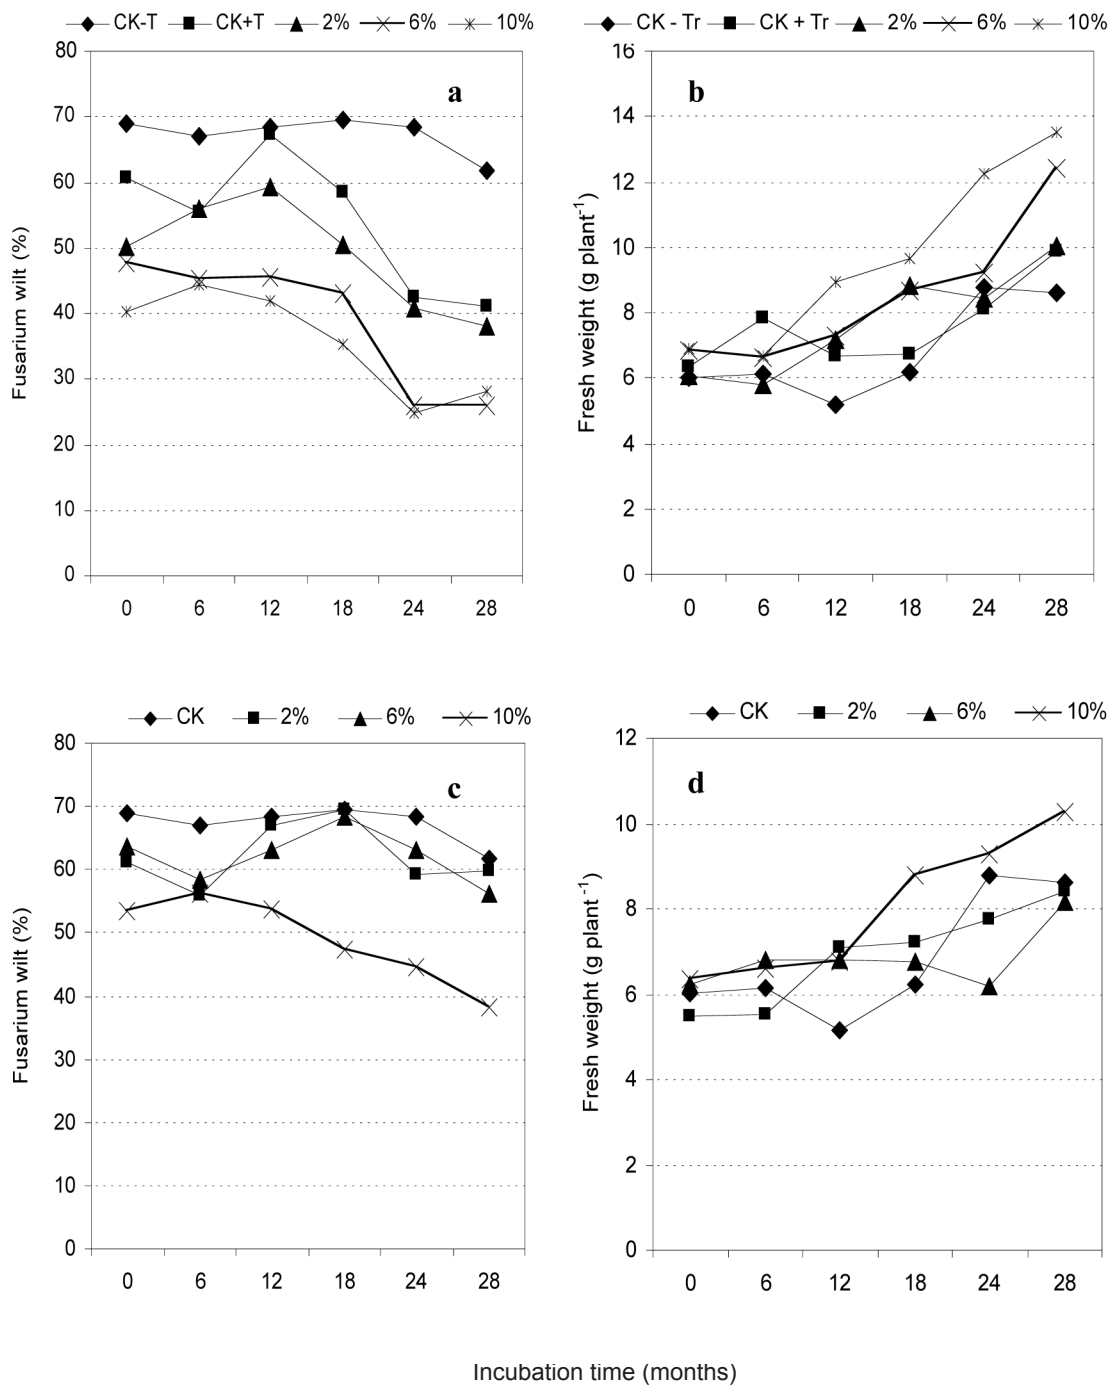 CK-T CK+T 2% 6% 10%
80
70
60
50
40
30
20
10
0
Fusarium wilt (%)
a
0 6 12 18 24 28
CK - Tr CK + Tr 2% 6% 10%
16
14
12
10
8
6
4
2
0
Fresh weight (g plant-1)
b
0 6 12 18 24 28
CK 2% 6% 10%
80
70
60
50
40
30
20
10
0
Fusarium wilt (%)
c
0 6 12 18 24 28
CK 2% 6% 10%
12
10
8
6
4
2
0
Fresh weight (g plant -1)
d
0 6 12 18 24 28
Incubation time (months)